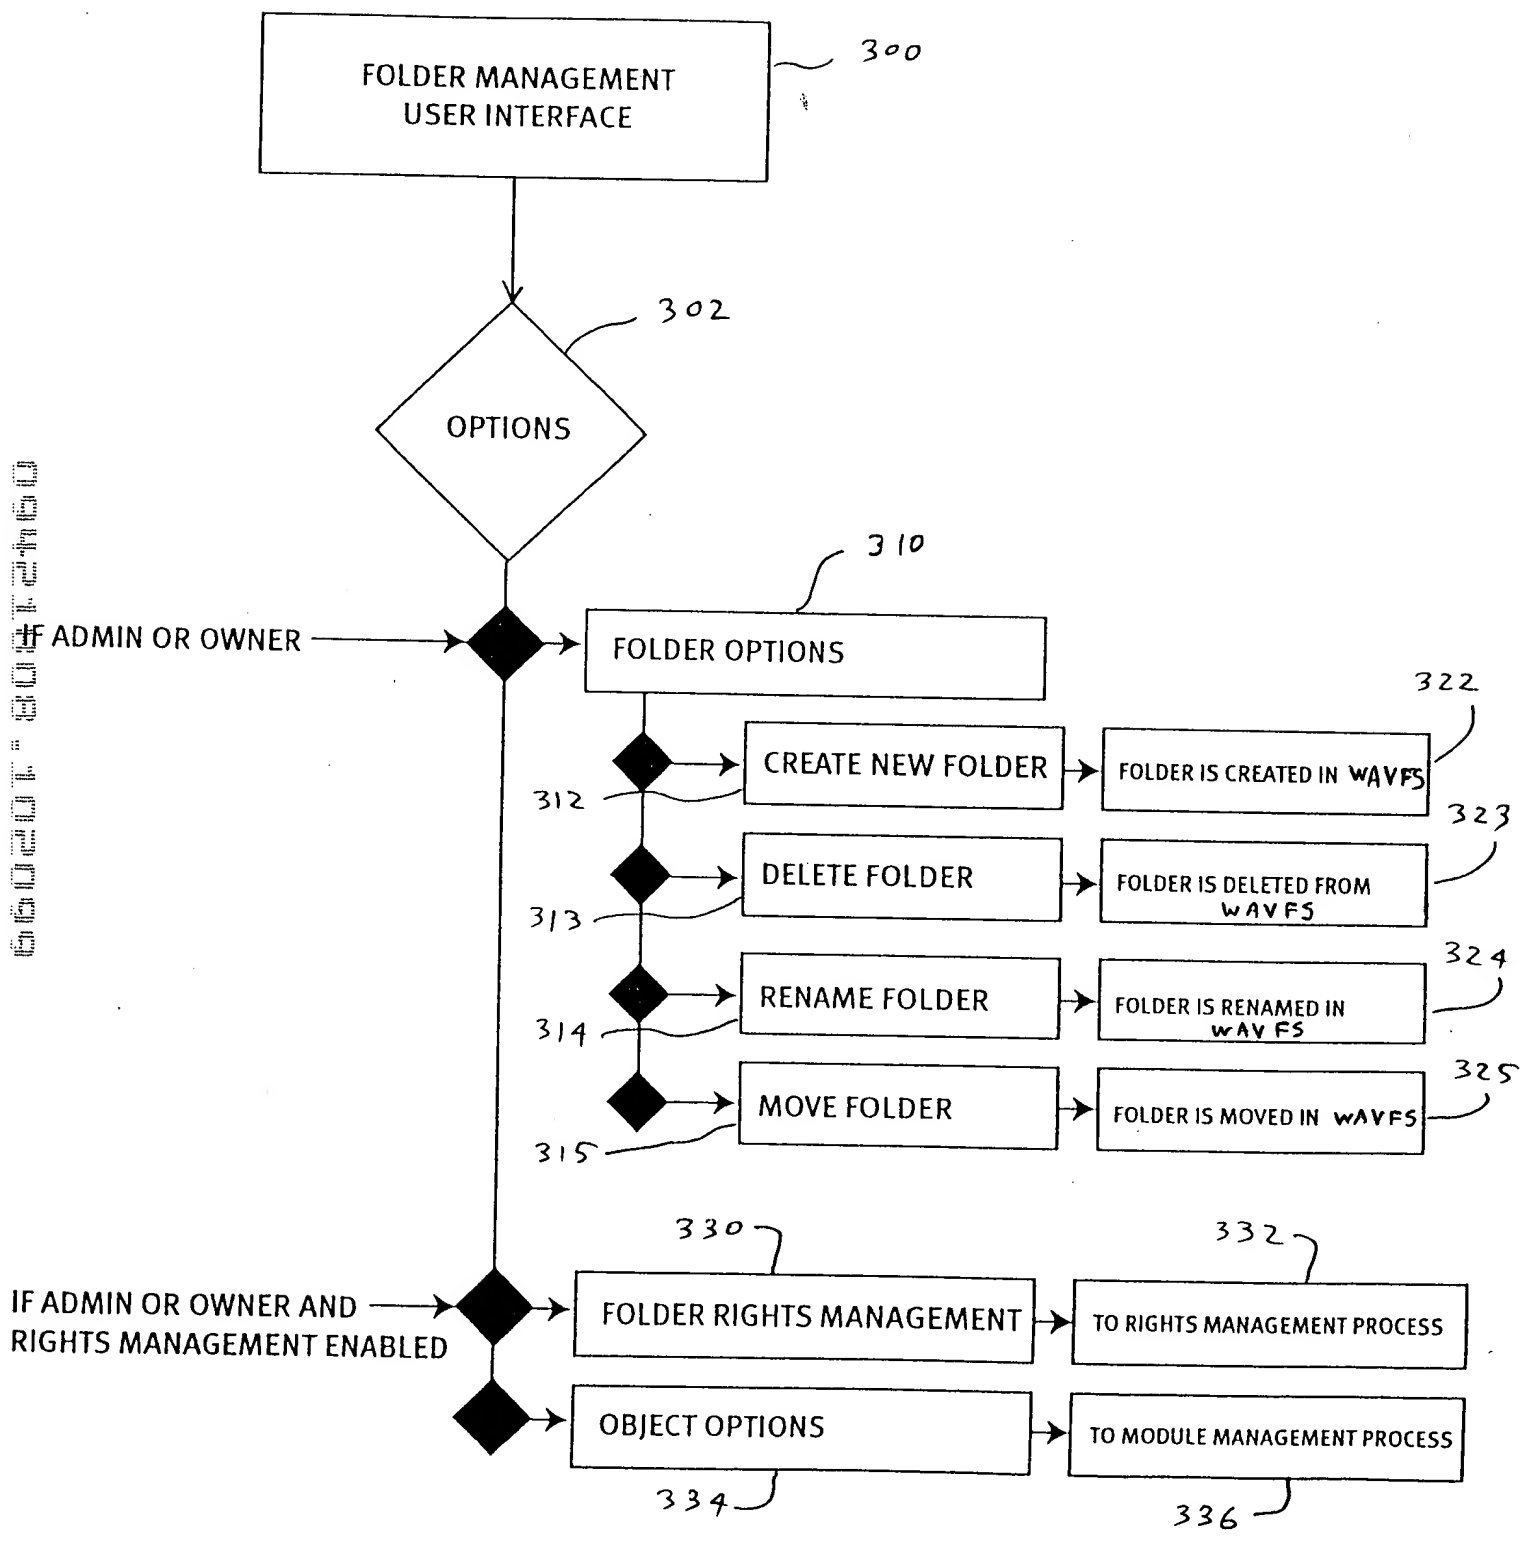 FOLDER MANAGEMENT
USER INTERFACE
300
302
OPTIONS
310
IF ADMIN OR OWNER
FOLDER OPTIONS
322
CREATE NEW FOLDER
FOLDER IS CREATED IN WAVFS
312
323
DELETE FOLDER
FOLDER IS DELETED FROM
WAVFS
313
324
RENAME FOLDER
FOLDER IS RENAMED IN
WAVFS
314
325
MOVE FOLDER
FOLDER IS MOVED IN WAVFS
315
330
332
IF ADMIN OR OWNER AND
RIGHTS MANAGEMENT ENABLED
FOLDER RIGHTS MANAGEMENT
TO RIGHTS MANAGEMENT PROCESS
OBJECT OPTIONS
TO MODULE MANAGEMENT PROCESS
334
336